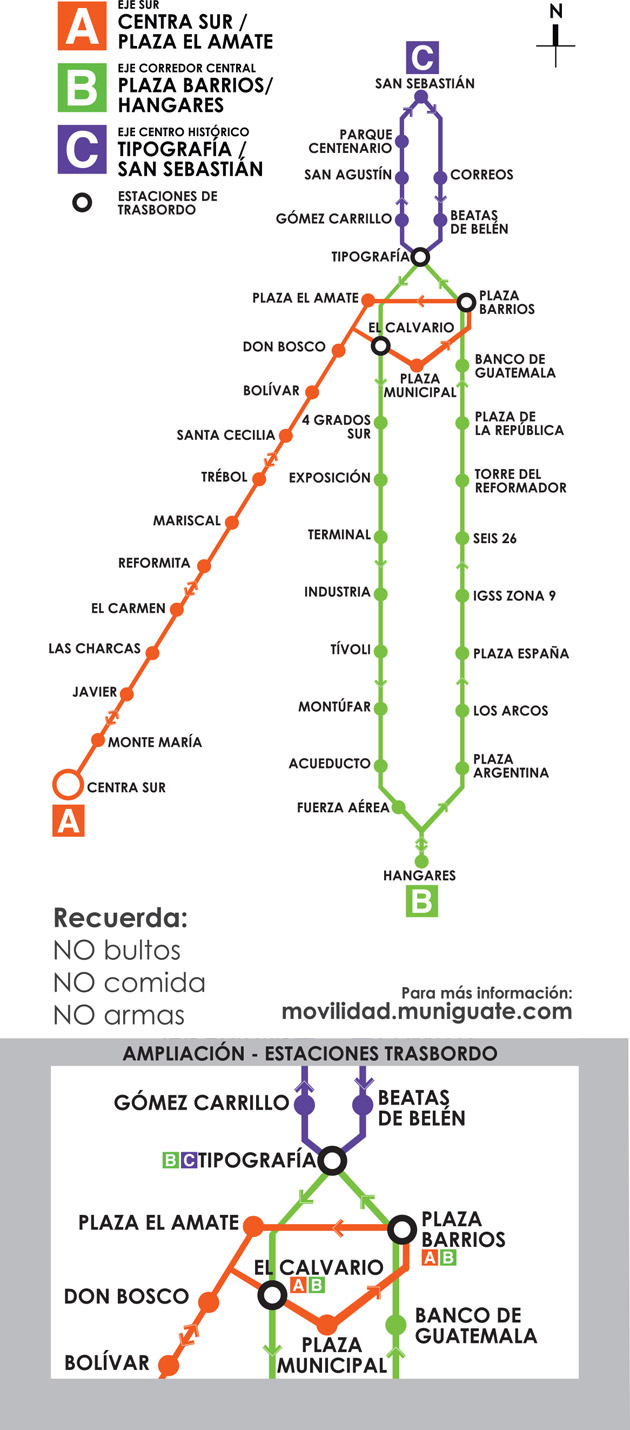 A
EJE SUR
CENTRA SUR /
PLAZA EL AMATE
B
EJE CORREDOR CENTRAL
PLAZA BARRIOS/
HANGARES
C
EJE CENTRO HISTÓRICO
TIPOGRAFÍA /
SAN SEBASTIÁN
ESTACIONES DE
TRASBORDO
N
C
SAN SEBASTIÁN
PARQUE
CENTENARIO
SAN AGUSTÍN
CORREOS
GÓMEZ CARRILLO
BEATAS
DE BELÉN
TIPOGRAFÍA
PLAZA EL AMATE
PLAZA
BARRIOS
EL CALVARIO
DON BOSCO
PLAZA
MUNICIPAL
BANCO DE
GUATEMALA
BOLÍVAR
4 GRADOS
SUR
PLAZA DE
LA REPÚBLICA
SANTA CECILIA
TRÉBOL
EXPOSICIÓN
TORRE DEL
REFORMADOR
MARISCAL
TERMINAL
SEIS 26
REFORMITA
INDUSTRIA
IGSS ZONA 9
EL CARMEN
LAS CHARCAS
TÍVOLI
PLAZA ESPAÑA
JAVIER
MONTÚFAR
LOS ARCOS
MONTE MARÍA
ACUEDUCTO
PLAZA
ARGENTINA
CENTRA SUR
A
FUERZA AÉREA
HANGARES
B
Recuerda:
NO bultos
NO comida
NO armas
Para más información:
movilidad.muniguate.com
AMPLIACIÓN - ESTACIONES TRASBORDO
GÓMEZ CARRILLO
BEATAS
DE BELÉN
B C TIPOGRAFÍA
PLAZA EL AMATE
PLAZA
BARRIOS
A B
EL CALVARIO
A B
DON BOSCO
BANCO DE
GUATEMALA
PLAZA
MUNICIPAL
BOLÍVAR